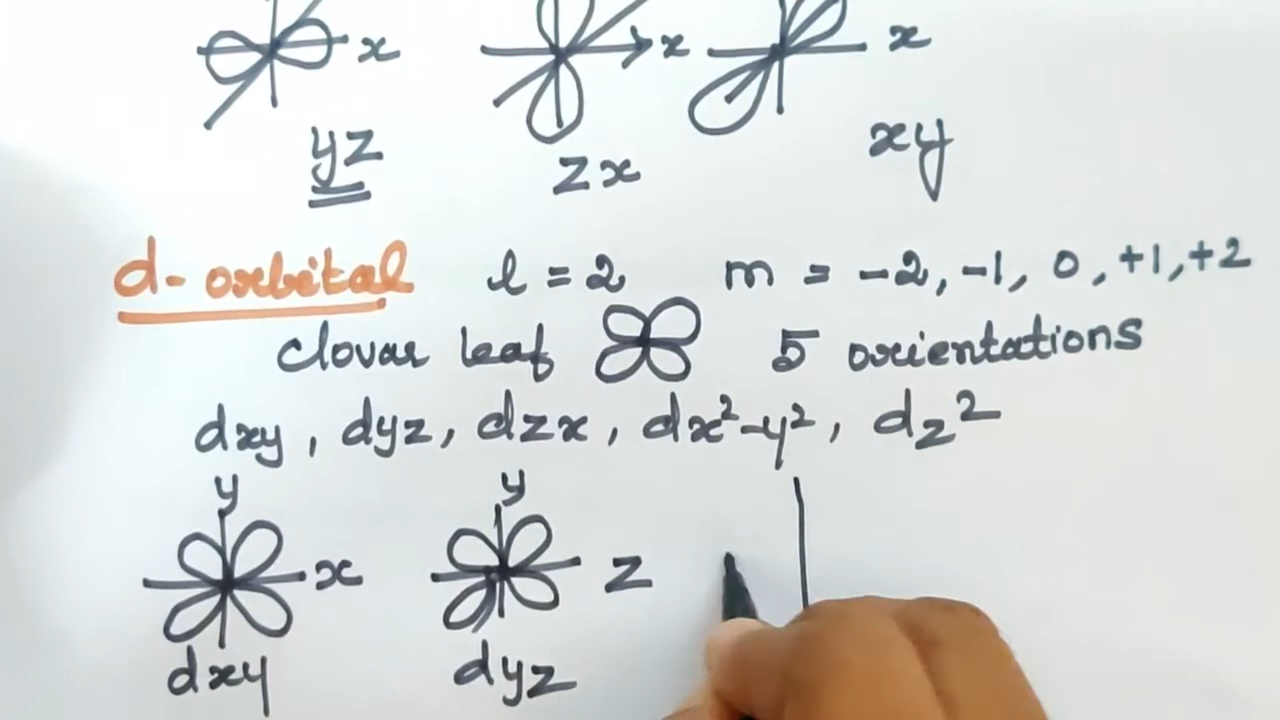 x x x
yz zx xy
d-orbital l = 2 m = -2, -1, 0, +1, +2
clovar leaf 5 orientations
dxy, dyz, dzx, dx²-y², dz²
y y
x z
dxy dyz